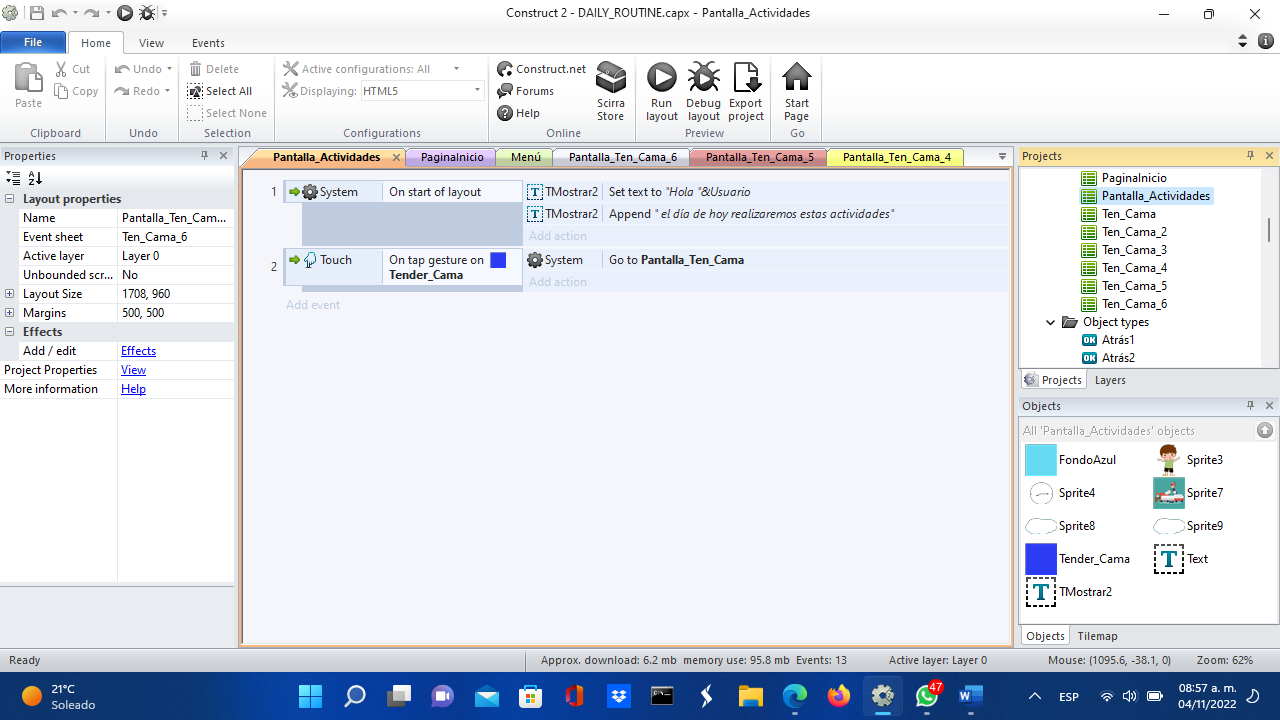 Construct 2 - DAILY_ROUTINE.capx - Pantalla_Actividades
File Home View Events
Paste Cut Copy Clipboard
Undo Redo Undo
Delete Select All Select None Selection
Active configurations: All
Displaying: HTML5
Configurations
Construct.net Forums Help Scirra Store Online
Run layout Debug layout Export project Preview
Start Page Go
Properties
Layout properties
Name Pantalla_Ten_Cam...
Event sheet Ten_Cama_6
Active layer Layer 0
Unbounded scr... No
Layout Size 1708, 960
Margins 500, 500
Effects
Add / edit Effects
Project Properties View
More information Help
Pantalla_Actividades PaginaInicio Menú Pantalla_Ten_Cama_6 Pantalla_Ten_Cama_5 Pantalla_Ten_Cama_4
1 System On start of layout T TMostrar2 Set text to "Hola "&Usuario
T TMostrar2 Append " el día de hoy realizaremos estas actividades"
Add action
2 Touch On tap gesture on Tender_Cama System Go to Pantalla_Ten_Cama
Add action
Add event
Projects
PaginaInicio
Pantalla_Actividades
Ten_Cama
Ten_Cama_2
Ten_Cama_3
Ten_Cama_4
Ten_Cama_5
Ten_Cama_6
Object types
OK Atrás1
OK Atrás2
Projects Layers
Objects
All 'Pantalla_Actividades' objects
FondoAzul Sprite3
Sprite4 Sprite7
Sprite8 Sprite9
Tender_Cama T Text
T TMostrar2
Objects Tilemap
Ready Approx. download: 6.2 mb memory use: 95.8 mb Events: 13 Active layer: Layer 0 Mouse: (1095.6, -38.1, 0) Zoom: 62%
21°C
Soleado
47
ESP
08:57 a. m.
04/11/2022